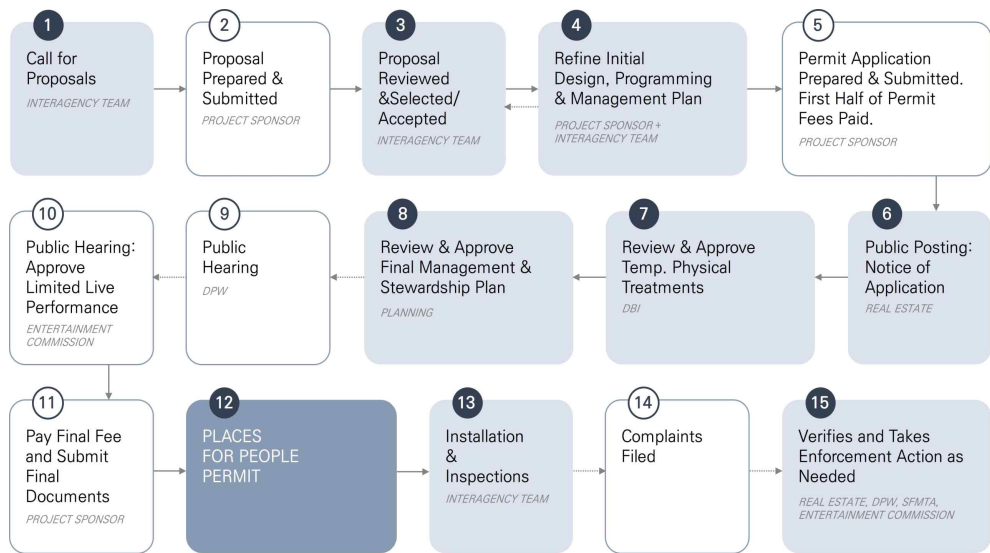 1
Call for
Proposals
INTERAGENCY TEAM
2
Proposal
Prepared &
Submitted
PROJECT SPONSOR
3
Proposal
Reviewed
&Selected/
Accepted
INTERAGENCY TEAM
4
Refine Initial
Design, Programming
& Management Plan
PROJECT SPONSOR +
INTERAGENCY TEAM
5
Permit Application
Prepared & Submitted.
First Half of Permit
Fees Paid.
PROJECT SPONSOR
6
Public Posting:
Notice of
Application
REAL ESTATE
7
Review & Approve
Temp. Physical
Treatments
DBI
8
Review & Approve
Final Management &
Stewardship Plan
PLANNING
9
Public
Hearing
DPW
10
Public Hearing:
Approve
Limited Live
Performance
ENTERTAINMENT
COMMISSION
11
Pay Final Fee
and Submit
Final
Documents
PROJECT SPONSOR
12
PLACES
FOR PEOPLE
PERMIT
13
Installation
&
Inspections
INTERAGENCY TEAM
14
Complaints
Filed
15
Verifies and Takes
Enforcement Action as
Needed
REAL ESTATE, DPW, SFMTA,
ENTERTAINMENT COMMISSION